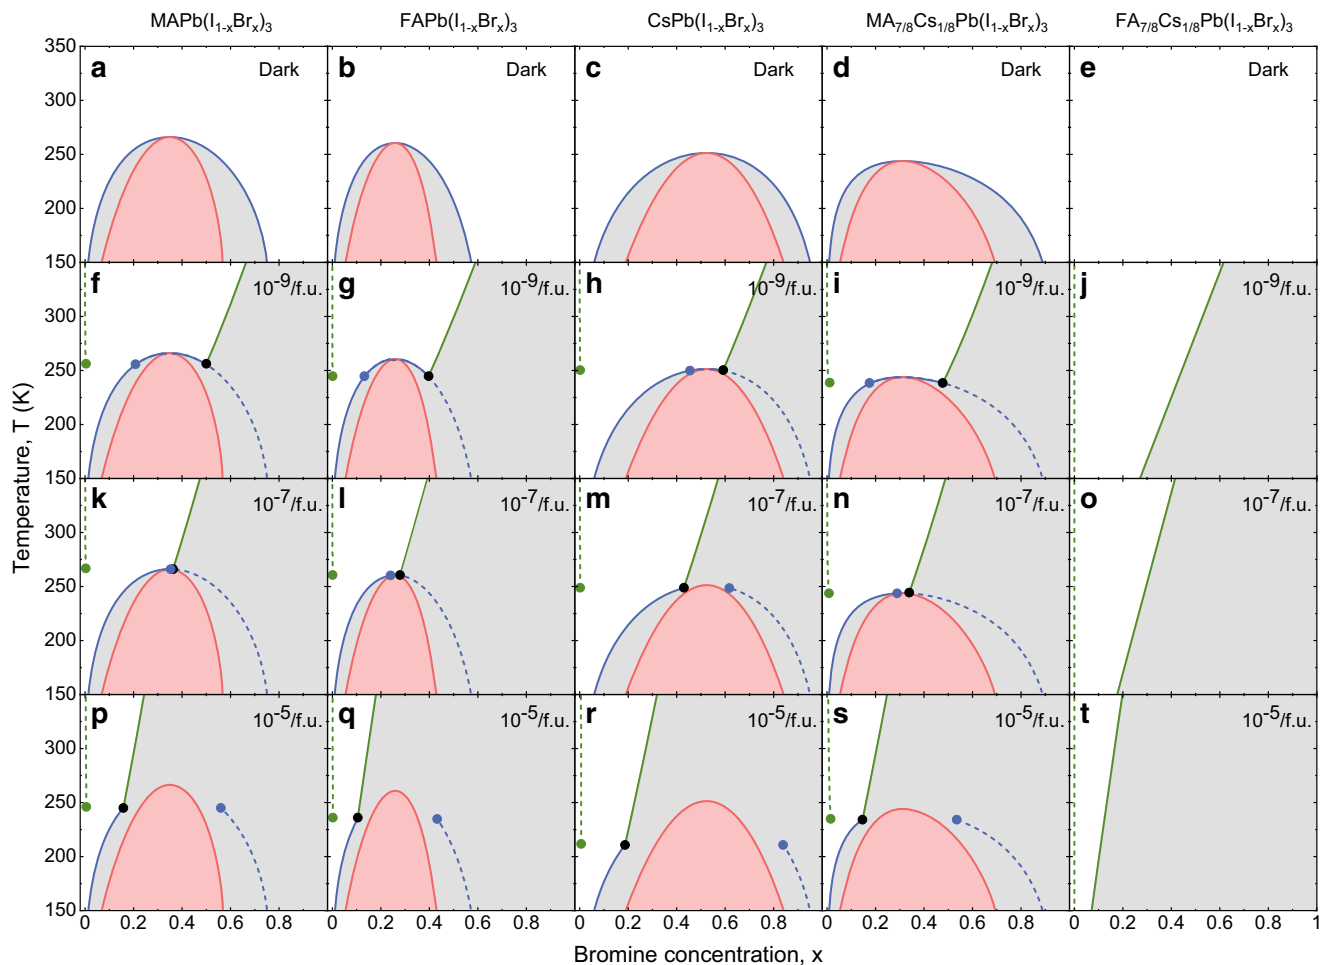 MAPb(I1-xBrx)3 FAPb(I1-xBrx)3 CsPb(I1-xBrx)3 MA7/8Cs1/8Pb(I1-xBrx)3 FA7/8Cs1/8Pb(I1-xBrx)3
350
a Dark b Dark c Dark d Dark e Dark
300
250
200
150
f 10-9/f.u. g 10-9/f.u. h 10-9/f.u. i 10-9/f.u. j 10-9/f.u.
300
250
200
150
k 10-7/f.u. l 10-7/f.u. m 10-7/f.u. n 10-7/f.u. o 10-7/f.u.
300
250
200
150
p 10-5/f.u. q 10-5/f.u. r 10-5/f.u. s 10-5/f.u. t 10-5/f.u.
300
250
200
150
Temperature, T (K)
0 0.2 0.4 0.6 0.8 0 0.2 0.4 0.6 0.8 0 0.2 0.4 0.6 0.8 0 0.2 0.4 0.6 0.8 0 0.2 0.4 0.6 0.8 1
Bromine concentration, x